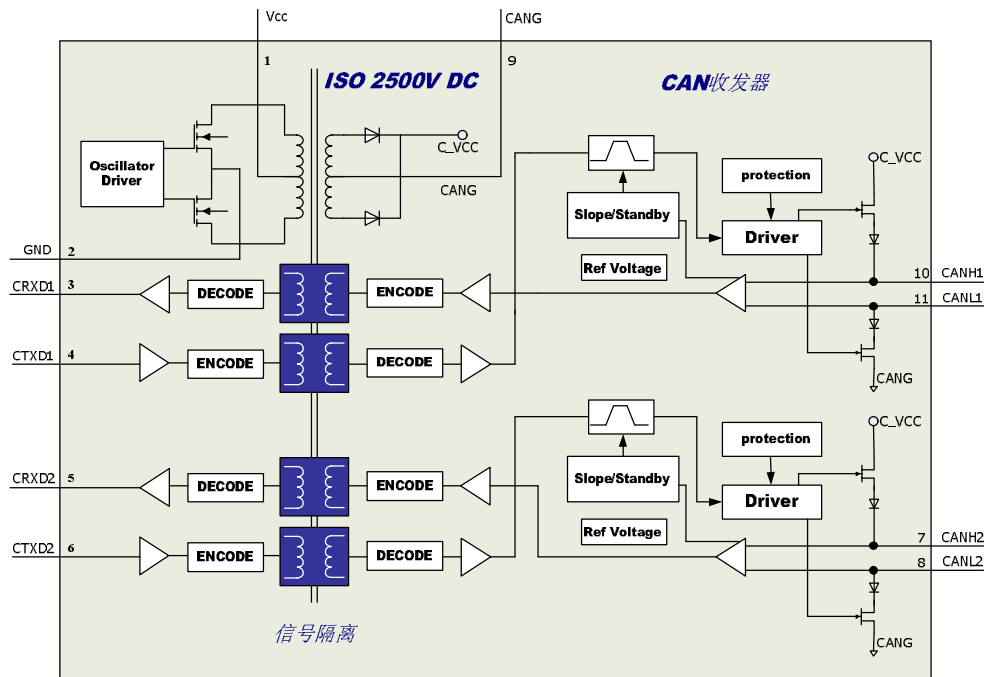 Vcc
CANG
1
9
ISO 2500V DC
CAN收发器
Oscillator
Driver
C_VCC
CANG
C_VCC
protection
Slope/Standby
Driver
GND
2
Ref Voltage
CRXD1
3
DECODE
ENCODE
10
CANH1
11
CANL1
CTXD1
4
ENCODE
DECODE
CANG
C_VCC
protection
CRXD2
5
DECODE
ENCODE
Slope/Standby
Driver
Ref Voltage
7
CANH2
CTXD2
6
ENCODE
DECODE
8
CANL2
信号隔离
CANG